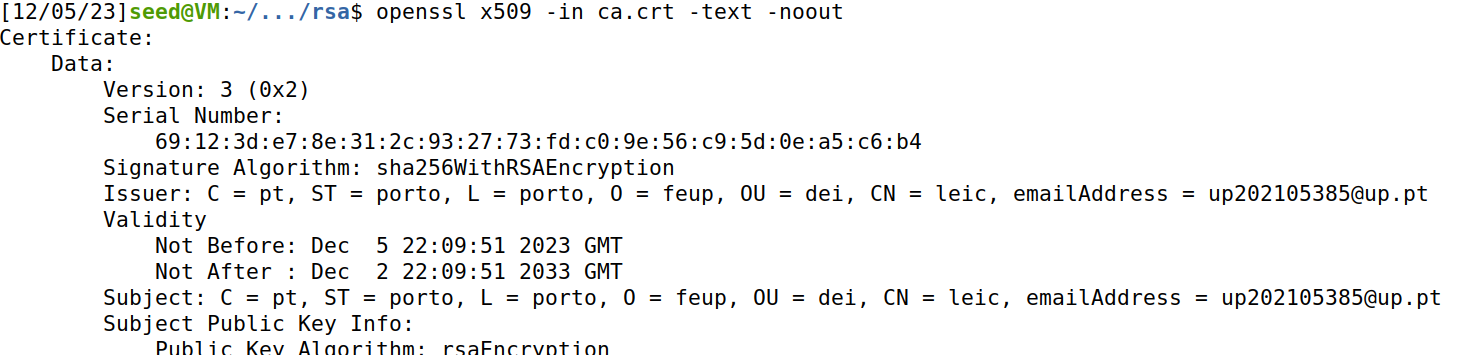 [12/05/23]seed@VM:~/.../rsa$ openssl x509 -in ca.crt -text -noout
Certificate:
    Data:
        Version: 3 (0x2)
        Serial Number:
            69:12:3d:e7:8e:31:2c:93:27:73:fd:c0:9e:56:c9:5d:0e:a5:c6:b4
        Signature Algorithm: sha256WithRSAEncryption
        Issuer: C = pt, ST = porto, L = porto, O = feup, OU = dei, CN = leic, emailAddress = up202105385@up.pt
        Validity
            Not Before: Dec  5 22:09:51 2023 GMT
            Not After : Dec  2 22:09:51 2033 GMT
        Subject: C = pt, ST = porto, L = porto, O = feup, OU = dei, CN = leic, emailAddress = up202105385@up.pt
        Subject Public Key Info:
            Public Key Algorithm: rsaEncryption